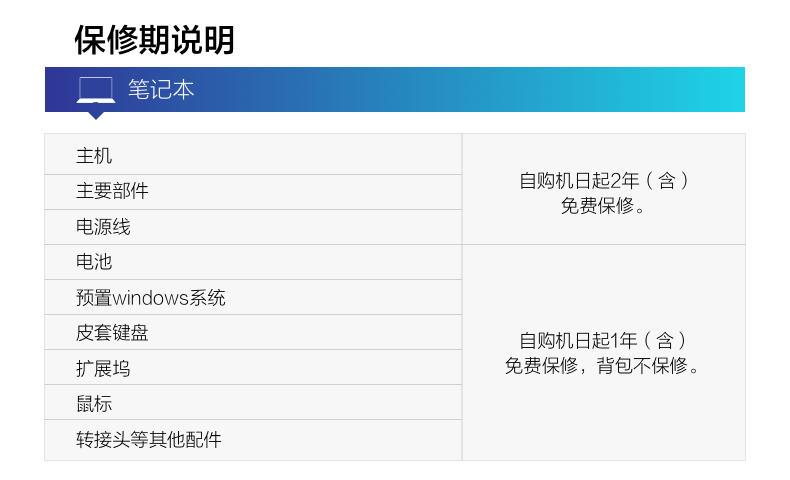 保修期说明
笔记本
主机
主要部件
电源线
自购机日起2年（含）
免费保修。
电池
预置windows系统
皮套键盘
扩展坞
鼠标
转接头等其他配件
自购机日起1年（含）
免费保修，背包不保修。